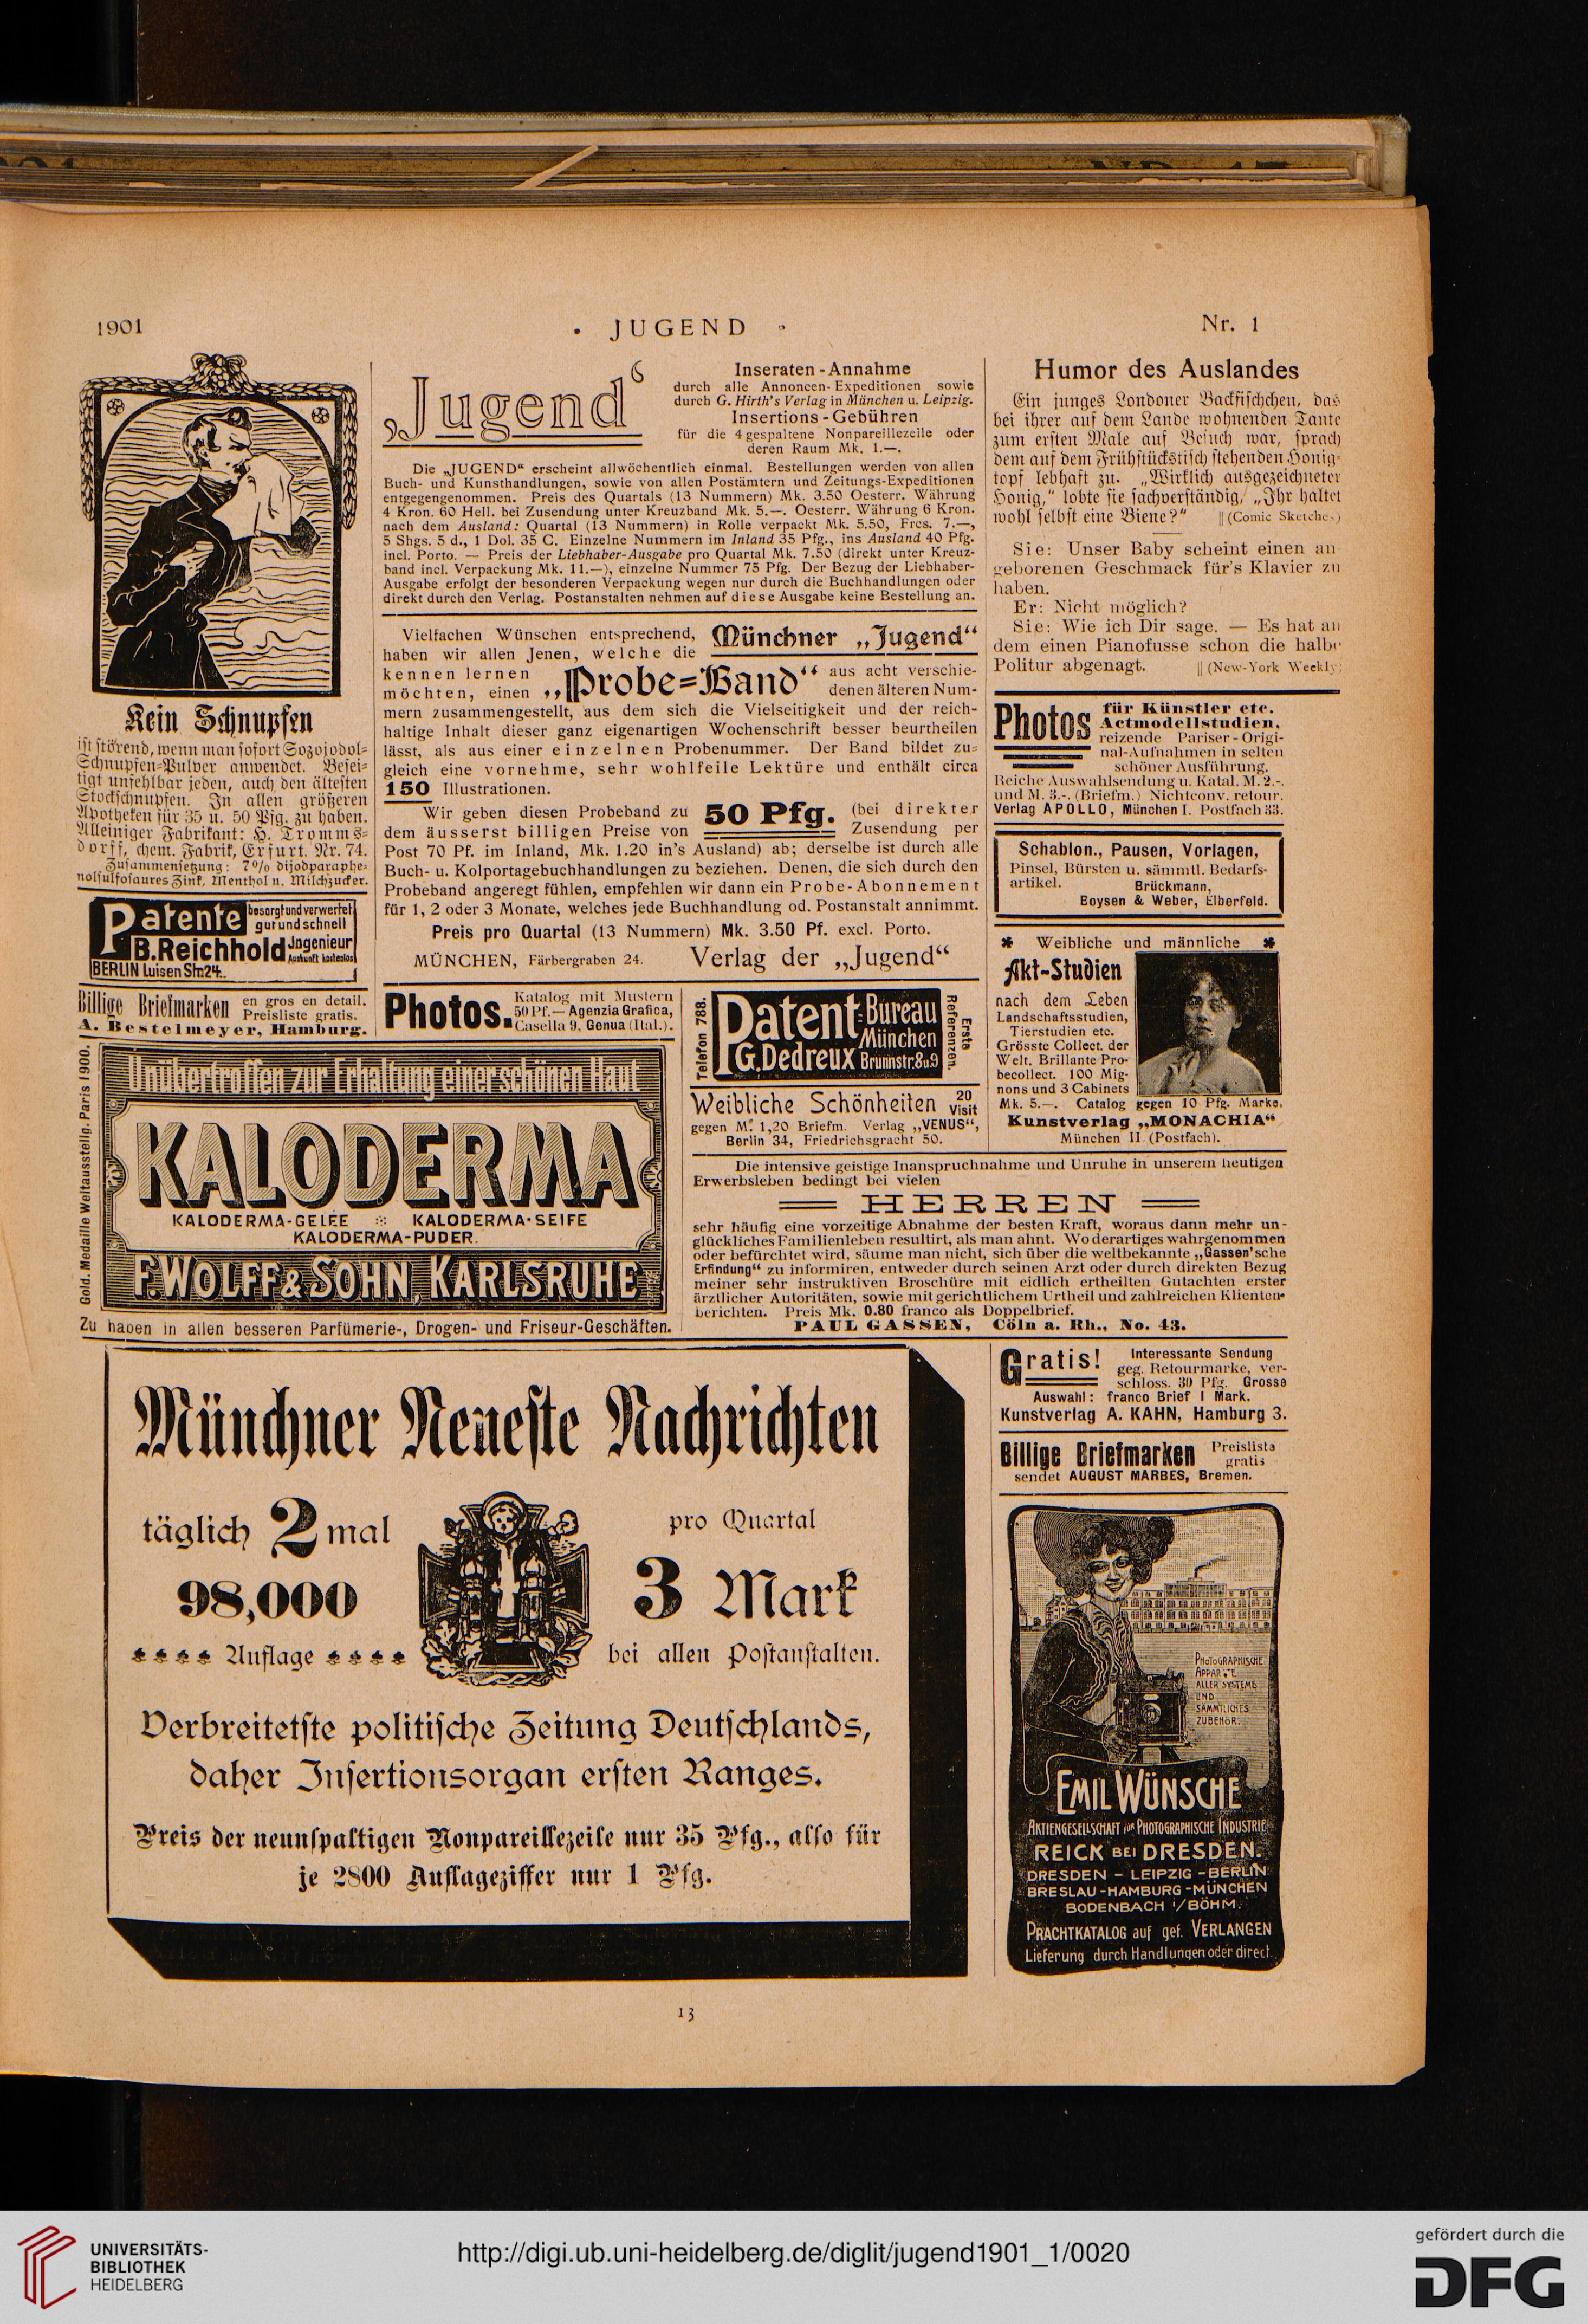 1901
• JUGEND •
Nr. 1
Kein Schnupfen
ist störend, wenn man sofort Sozojodol-
Schnupfen-Pulver anwendet. Besei-
tigt unfehlbar jeden, auch den ältesten
Stockschnupfen. In allen größeren
Apotheken für 35 u. 50 Pfg. zu haben.
Alleiniger Fabrikant: H. Tromms-
dorff, chem. Fabrik, Erfurt. Nr. 74.
Zusammensetzung: 7% dijodparaphe-
nolsulfosaures Zink, Menthol u. Milchzucker.
Patente besorgt und verwertet
gut und schnell
B. Reichhold Ingenieur
Auskunft kostenlos
BERLIN Luisen Str. 24.
Billige Briefmarken en gros en detail.
Preisliste gratis.
A. Bestelmeyer, Hamburg.
„Jugend“
Inseraten-Annahme
durch alle Annoncen-Expeditionen sowie
durch G. Hirth's Verlag in München u. Leipzig.
Insertions-Gebühren
für die 4 gespaltene Nonpareillezeile oder
deren Raum Mk. 1.—.
Die „JUGEND“ erscheint allwöchentlich einmal. Bestellungen werden von allen
Buch- und Kunsthandlungen, sowie von allen Postämtern und Zeitungs-Expeditionen
entgegengenommen. Preis des Quartals (13 Nummern) Mk. 3.50 Oesterr. Währung
4 Kron. 60 Hell. bei Zusendung unter Kreuzband Mk. 5.—. Oesterr. Währung 6 Kron.
nach dem Ausland: Quartal (13 Nummern) in Rolle verpackt Mk. 5.50, Frcs. 7.—,
5 Shgs. 5 d., 1 Dol. 35 C. Einzelne Nummern im Inland 35 Pfg., ins Ausland 40 Pfg.
incl. Porto. — Preis der Liebhaber-Ausgabe pro Quartal Mk. 7.50 (direkt unter Kreuz-
band incl. Verpackung Mk. 11.—), einzelne Nummer 75 Pfg. Der Bezug der Liebhaber-
Ausgabe erfolgt der besonderen Verpackung wegen nur durch die Buchhandlungen oder
direkt durch den Verlag. Postanstalten nehmen auf diese Ausgabe keine Bestellung an.
Vielfachen Wünschen entsprechend,
haben wir allen Jenen, welche die Münchner „Jugend“
kennen lernen
möchten, einen „Probe-Band“ aus acht verschie-
denen älteren Num-
mern zusammengestellt, aus dem sich die Vielseitigkeit und der reich-
haltige Inhalt dieser ganz eigenartigen Wochenschrift besser beurtheilen
lässt, als aus einer einzelnen Probenummer. Der Band bildet zu-
gleich eine vornehme, sehr wohlfeile Lektüre und enthält circa
150 Illustrationen.
Wir geben diesen Probeband zu
dem äusserst billigen Preise von 50 Pfg. (bei direkter
Zusendung per
Post 70 Pf. im Inland, Mk. 1.20 in's Ausland) ab; derselbe ist durch alle
Buch- u. Kolportagebuchhandlungen zu beziehen. Denen, die sich durch den
Probeband angeregt fühlen, empfehlen wir dann ein Probe-Abonnement
für 1, 2 oder 3 Monate, welches jede Buchhandlung od. Postanstalt annimmt.
Preis pro Quartal (13 Nummern) Mk. 3.50 Pf. excl. Porto.
MÜNCHEN, Färbergraben 24. Verlag der „Jugend“
Photos. Katalog mit Mustern
50 Pf. — Agenzia Grafica,
Casella 9, Genua (Ital.).
Telefon 788.
Patent-Bureau
München
G. Dedreux Brunnstr. 8 u. 9
Erste
Referenzen.
Weibliche Schönheiten 20
Visit
gegen M. 1,20 Briefm. Verlag „VENUS“,
Berlin 34, Friedrichsgracht 50.
Humor des Auslandes
Ein junges Londoner Backfischchen, das
bei ihrer auf dem Lande wohnenden Tante
zum ersten Male auf Besuch war, sprach
dem auf dem Frühstückstisch stehenden Honig-
topf lebhaft zu. „Wirklich ausgezeichneter
Honig,“ lobte sie sachverständig, „Ihr haltet
wohl selbst eine Biene?“ (Comic Sketches)
Sie: Unser Baby scheint einen an
geborenen Geschmack für's Klavier zu
haben.
Er: Nicht möglich?
Sie: Wie ich Dir sage. — Es hat an
dem einen Pianofusse schon die halbe
Politur abgenagt. (New-York Weekly)
Photos für Künstler etc.
Actmodellstudien,
reizende Pariser-Origi-
nal-Aufnahmen in selten
schöner Ausführung.
Reiche Auswahlsendung u. Katal. M. 2.-.
und M. 3.-. (Briefm.) Nichtconv. retour.
Verlag APOLLO, München I. Postfach 33.
Schablon., Pausen, Vorlagen,
Pinsel, Bürsten u. sämmtl. Bedarfs-
artikel. Brückmann,
Boysen & Weber, Elberfeld.
Weibliche und männliche
Akt-Studien
nach dem Leben
Landschaftsstudien,
Tierstudien etc.
Grösste Collect. der
Welt. Brillante Pro-
becollect. 100 Mig-
nons und 3 Cabinets
Mk. 5.—. Catalog gegen 10 Pfg. Marke.
Kunstverlag „MONACHIA“
München II (Postfach).
Gold. Medaille Weltausstellg. Paris 1900.
Unübertroffen zur Erhaltung einer schönen Haut
KALODERMA
KALODERMA-GELÉE KALODERMA-SEIFE
KALODERMA-PUDER.
F. WOLFF & SOHN, KARLSRUHE
Zu haben in allen besseren Parfümerie-, Drogen- und Friseur-Geschäften.
Die intensive geistige Inanspruchnahme und Unruhe in unserem heutigen
Erwerbsleben bedingt bei vielen
HERREN
sehr häufig eine vorzeitige Abnahme der besten Kraft, woraus dann mehr un-
glückliches Familienleben resultirt, als man ahnt. Wo derartiges wahrgenommen
oder befürchtet wird, säume man nicht, sich über die weltbekannte „Gassen'sche
Erfindung“ zu informiren, entweder durch seinen Arzt oder durch direkten Bezug
meiner sehr instruktiven Broschüre mit eidlich ertheilten Gutachten erster
ärztlicher Autoritäten, sowie mit gerichtlichem Urtheil und zahlreichen Klienten-
berichten. Preis Mk. 0.80 franco als Doppelbrief.
PAUL GASSEN, Cöln a. Rh., No. 43.
Münchner Neueste Nachrichten
täglich 2 mal
98,000
Auflage
pro Quartal
3 Mark
bei allen Postanstalten.
Verbreitetste politische Zeitung Deutschlands,
daher Insertionsorgan ersten Ranges.
Preis der neunspaltigen Nonpareillezeile nur 35 Pfg., also für
je 2800 Auflageziffer nur 1 Pfg.
Gratis! Interessante Sendung
geg. Retourmarke, ver-
schloss. 30 Pfg. Grosse
Auswahl: franco Brief 1 Mark.
Kunstverlag A. KAHN, Hamburg 3.
Billige Briefmarken Preisliste
gratis
sendet AUGUST MARBES, Bremen.
PHOTOGRAPHISCHE
APPARATE
ALLER SYSTEME
UND
SÄMMTLICHES
ZUBEHÖR.
EMIL WÜNSCHE
AKTIENGESELLSCHAFT FÜR PHOTOGRAPHISCHE INDUSTRIE
REICK BEI DRESDEN.
DRESDEN – LEIPZIG – BERLIN
BRESLAU-HAMBURG-MÜNCHEN
BODENBACH i/BÖHM.
PRACHTKATALOG auf gef. VERLANGEN
Lieferung durch Handlungen oder direct.
13
UNIVERSITÄTS-
BIBLIOTHEK
HEIDELBERG
http://digi.ub.uni-heidelberg.de/diglit/jugend1901_1/0020
gefördert durch die
DFG